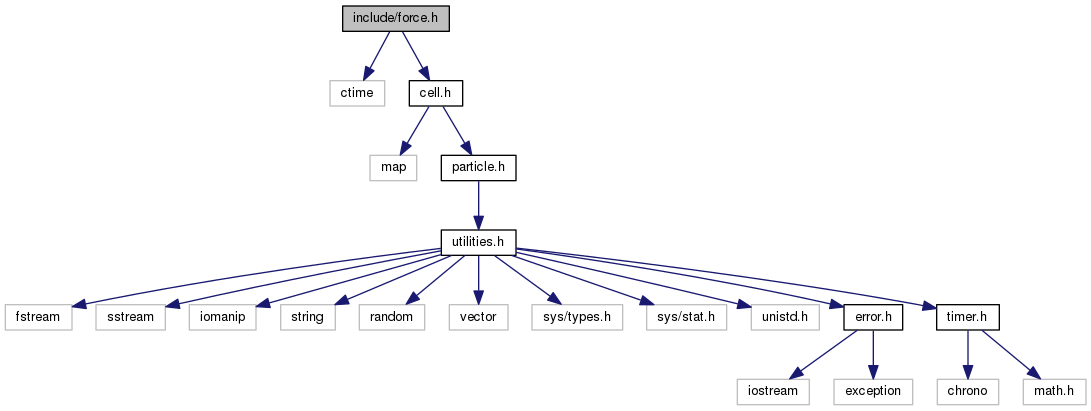 include/force.h
ctime
cell.h
map
particle.h
utilities.h
fstream
sstream
iomanip
string
random
vector
sys/types.h
sys/stat.h
unistd.h
error.h
timer.h
iostream
exception
chrono
math.h